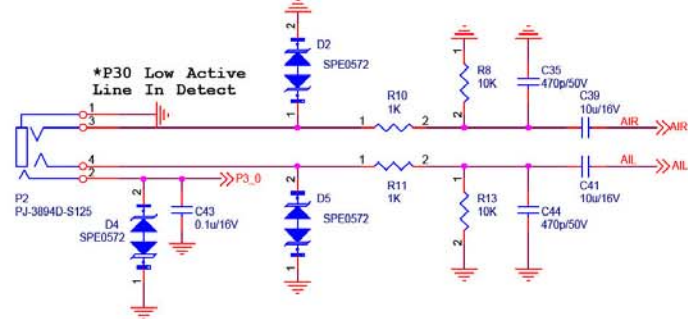 *P30 Low Active
Line In Detect
2
D2
SPE0572
1
1
R8
10K
2
C35
470p/50V
R10
1K
1
2
C39
10u/16V
AIR
AIR
1
3
4
2
P3_0
1
2
R11
1K
C41
10u/16V
AIL
AIL
P2
PJ-3894D-S125
2
D4
SPE0572
1
C43
0.1u/16V
2
D5
SPE0572
1
1
R13
10K
2
C44
470p/50V